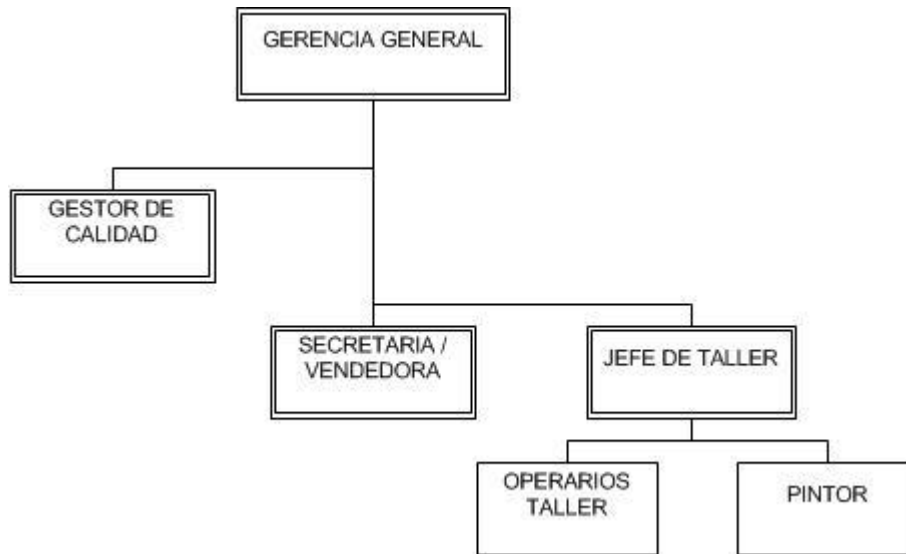 GERENCIA GENERAL
GESTOR DE
CALIDAD
SECRETARIA /
VENDEDORA
JEFE DE TALLER
OPERARIOS
TALLER
PINTOR